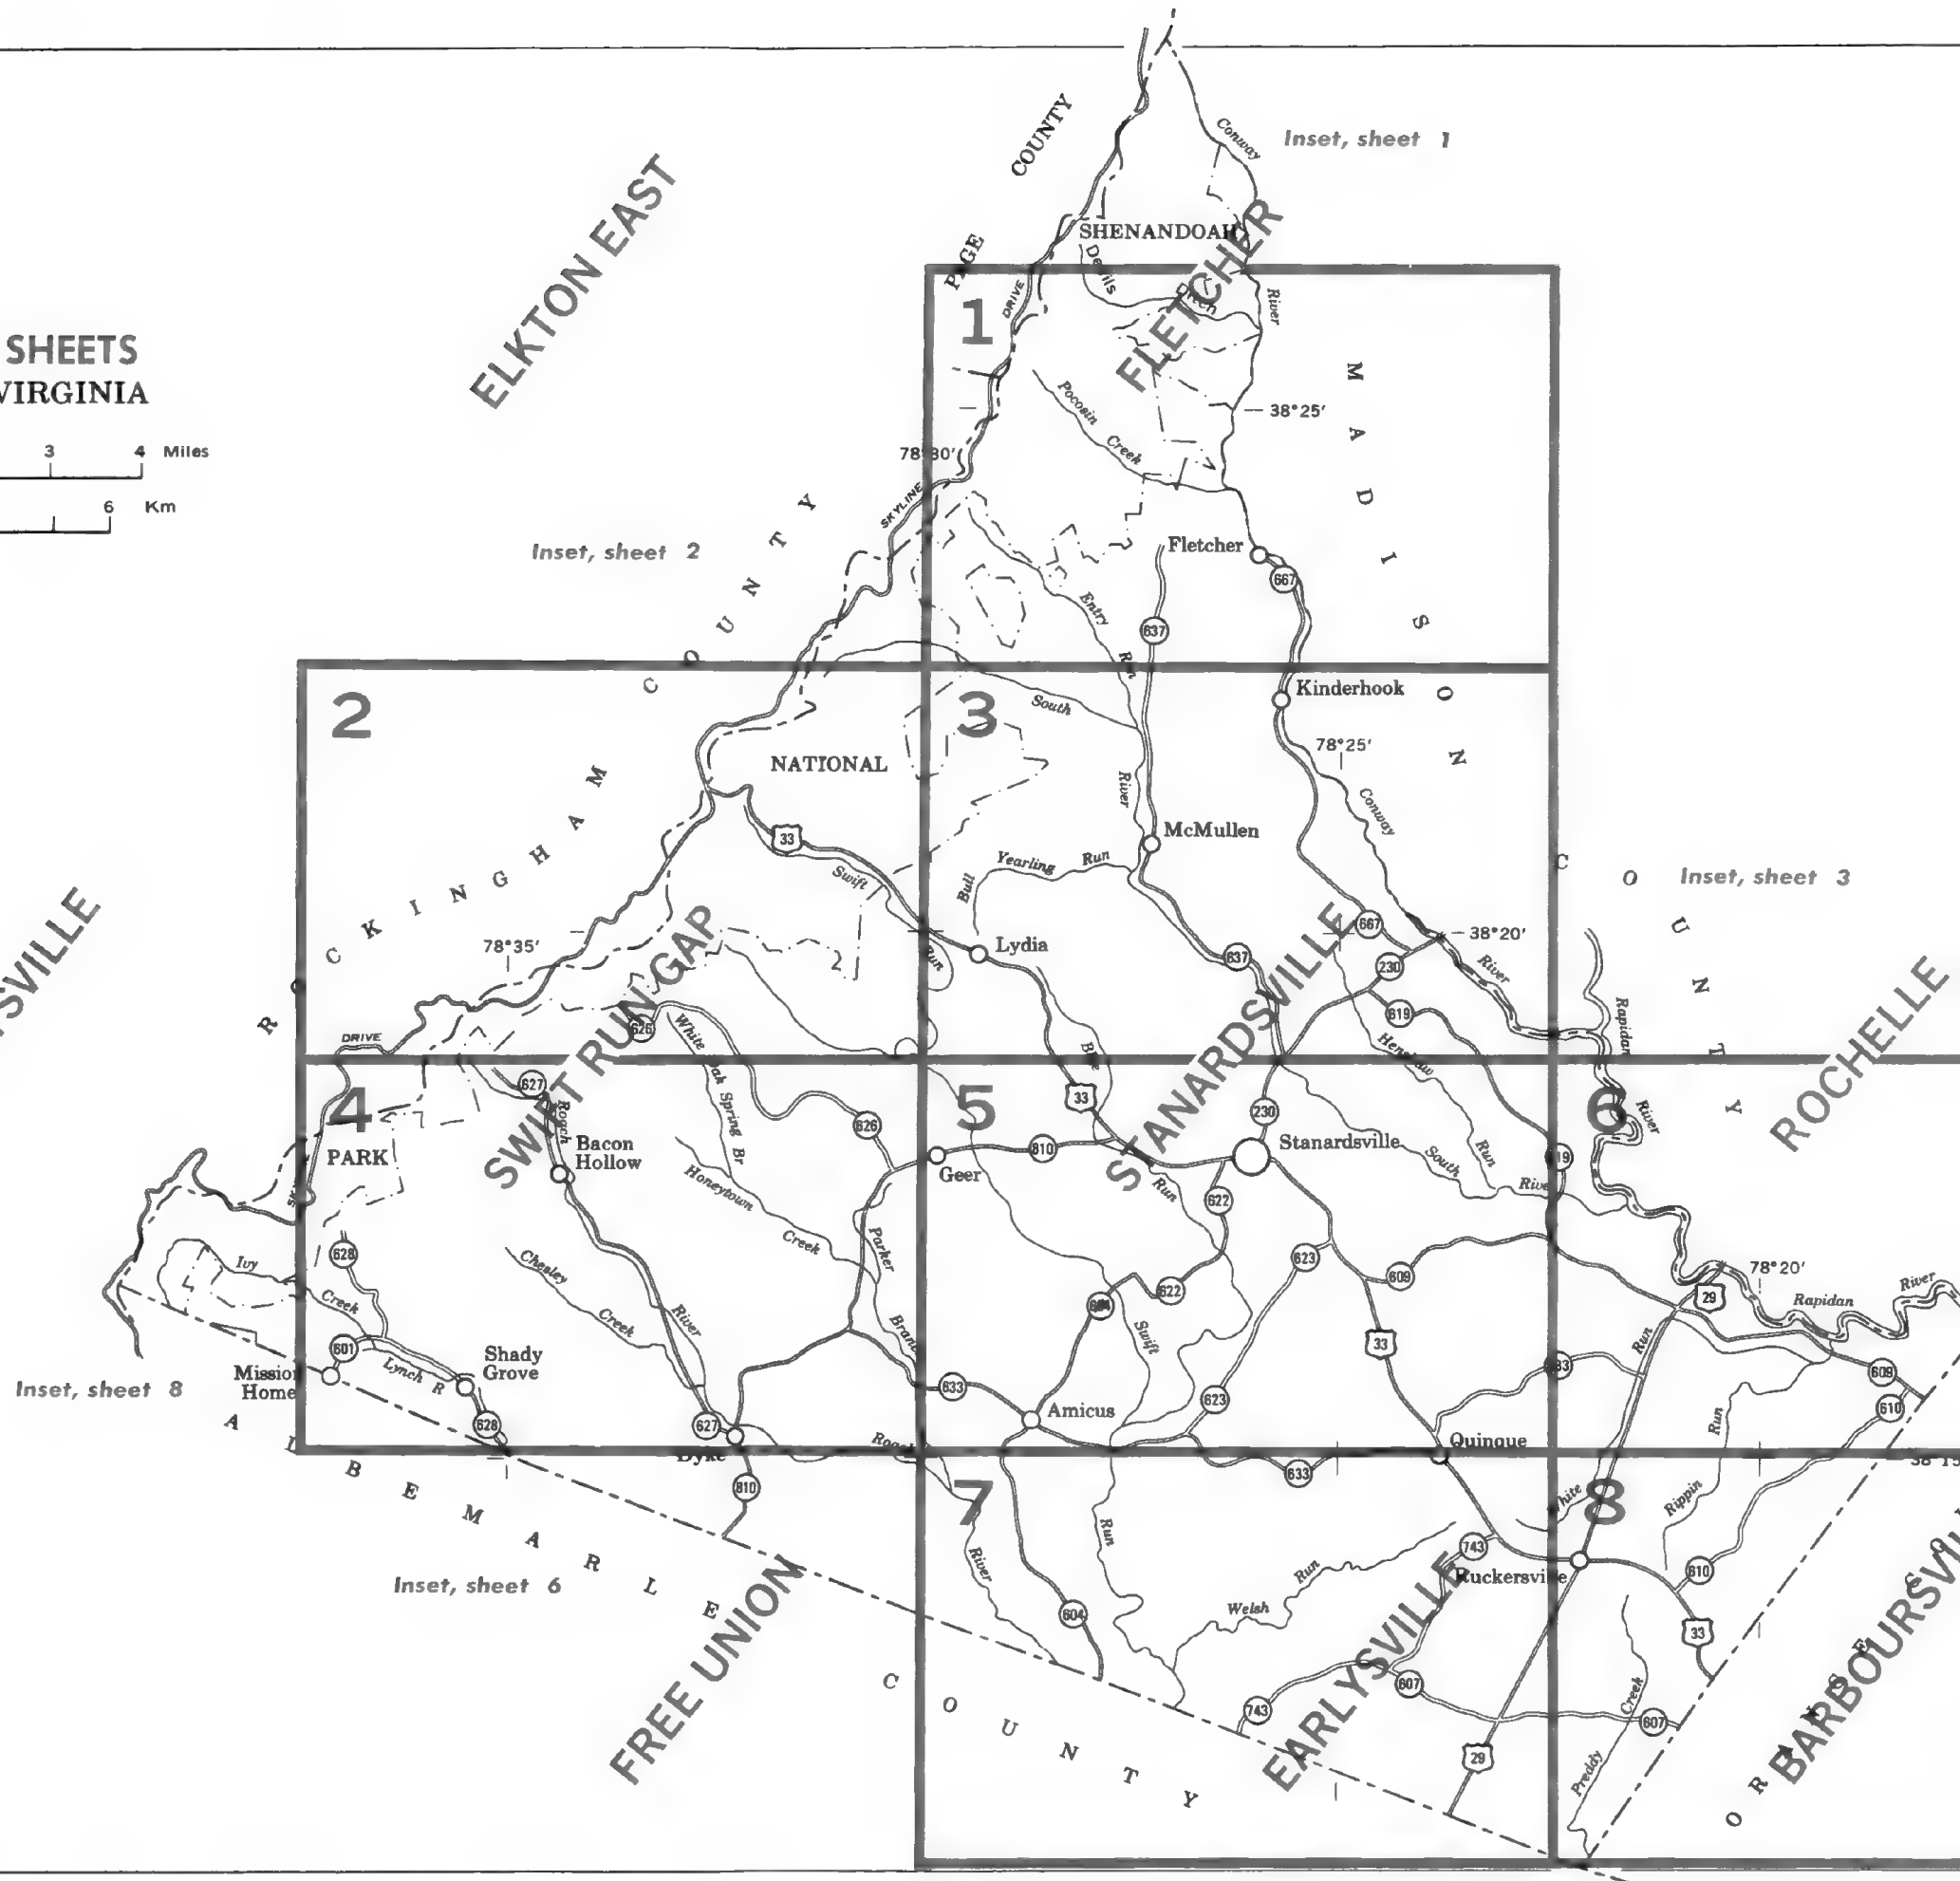 SHEETS
VIRGINIA
3 4 Miles
6 Km
Inset, sheet 1
Conway
COUNTY
PAGE
ELKTON EAST
SHENANDOAH
FLETCHER
1
DRIVE
Devils
Ditch
River
MADISON
38°25'
Pocosin
Creek
78°30'
SKYLINE
Inset, sheet 2
COUNTY
Fletcher
667
Entry
637
Run
2
3
South
Kinderhook
78°25'
NATIONAL
River
McMullen
Conway
33
Swift
Run
Bull
Yearling
Run
COUNTY
Inset, sheet 3
ROCKINGHAM
78°35'
Lydia
667
637
230
38°20'
River
619
Rapidan
River
SWIFT RUN GAP
STANARDSVILLE
ROCHELLE
DRIVE
626
White Oak Spring Br
Henslaw
Run
4
5
6
627
Roach
Bacon
Hollow
PARK
626
33
810
Geer
230
Stanardsville
South
River
619
Honeytown
Creek
Parker
Branch
Run
622
628
Ivy
Creek
Chesley
Creek
River
623
609
622
604
78°20'
29
Rapidan
River
Swift
Run
601
Mission
Home
Lynch R
Shady
Grove
628
Inset, sheet 8
33
633
609
610
633
Amicus
623
627
Dyke
Quinque
Run
7
8
810
633
White
Rippin
ALBEMARLE
COUNTY
River
Run
743
Ruckersville
610
Inset, sheet 6
FREE UNION
604
Welsh
Run
EARLYSVILLE
33
607
743
607
Creek
Preddy
29
BARBOURSVILLE